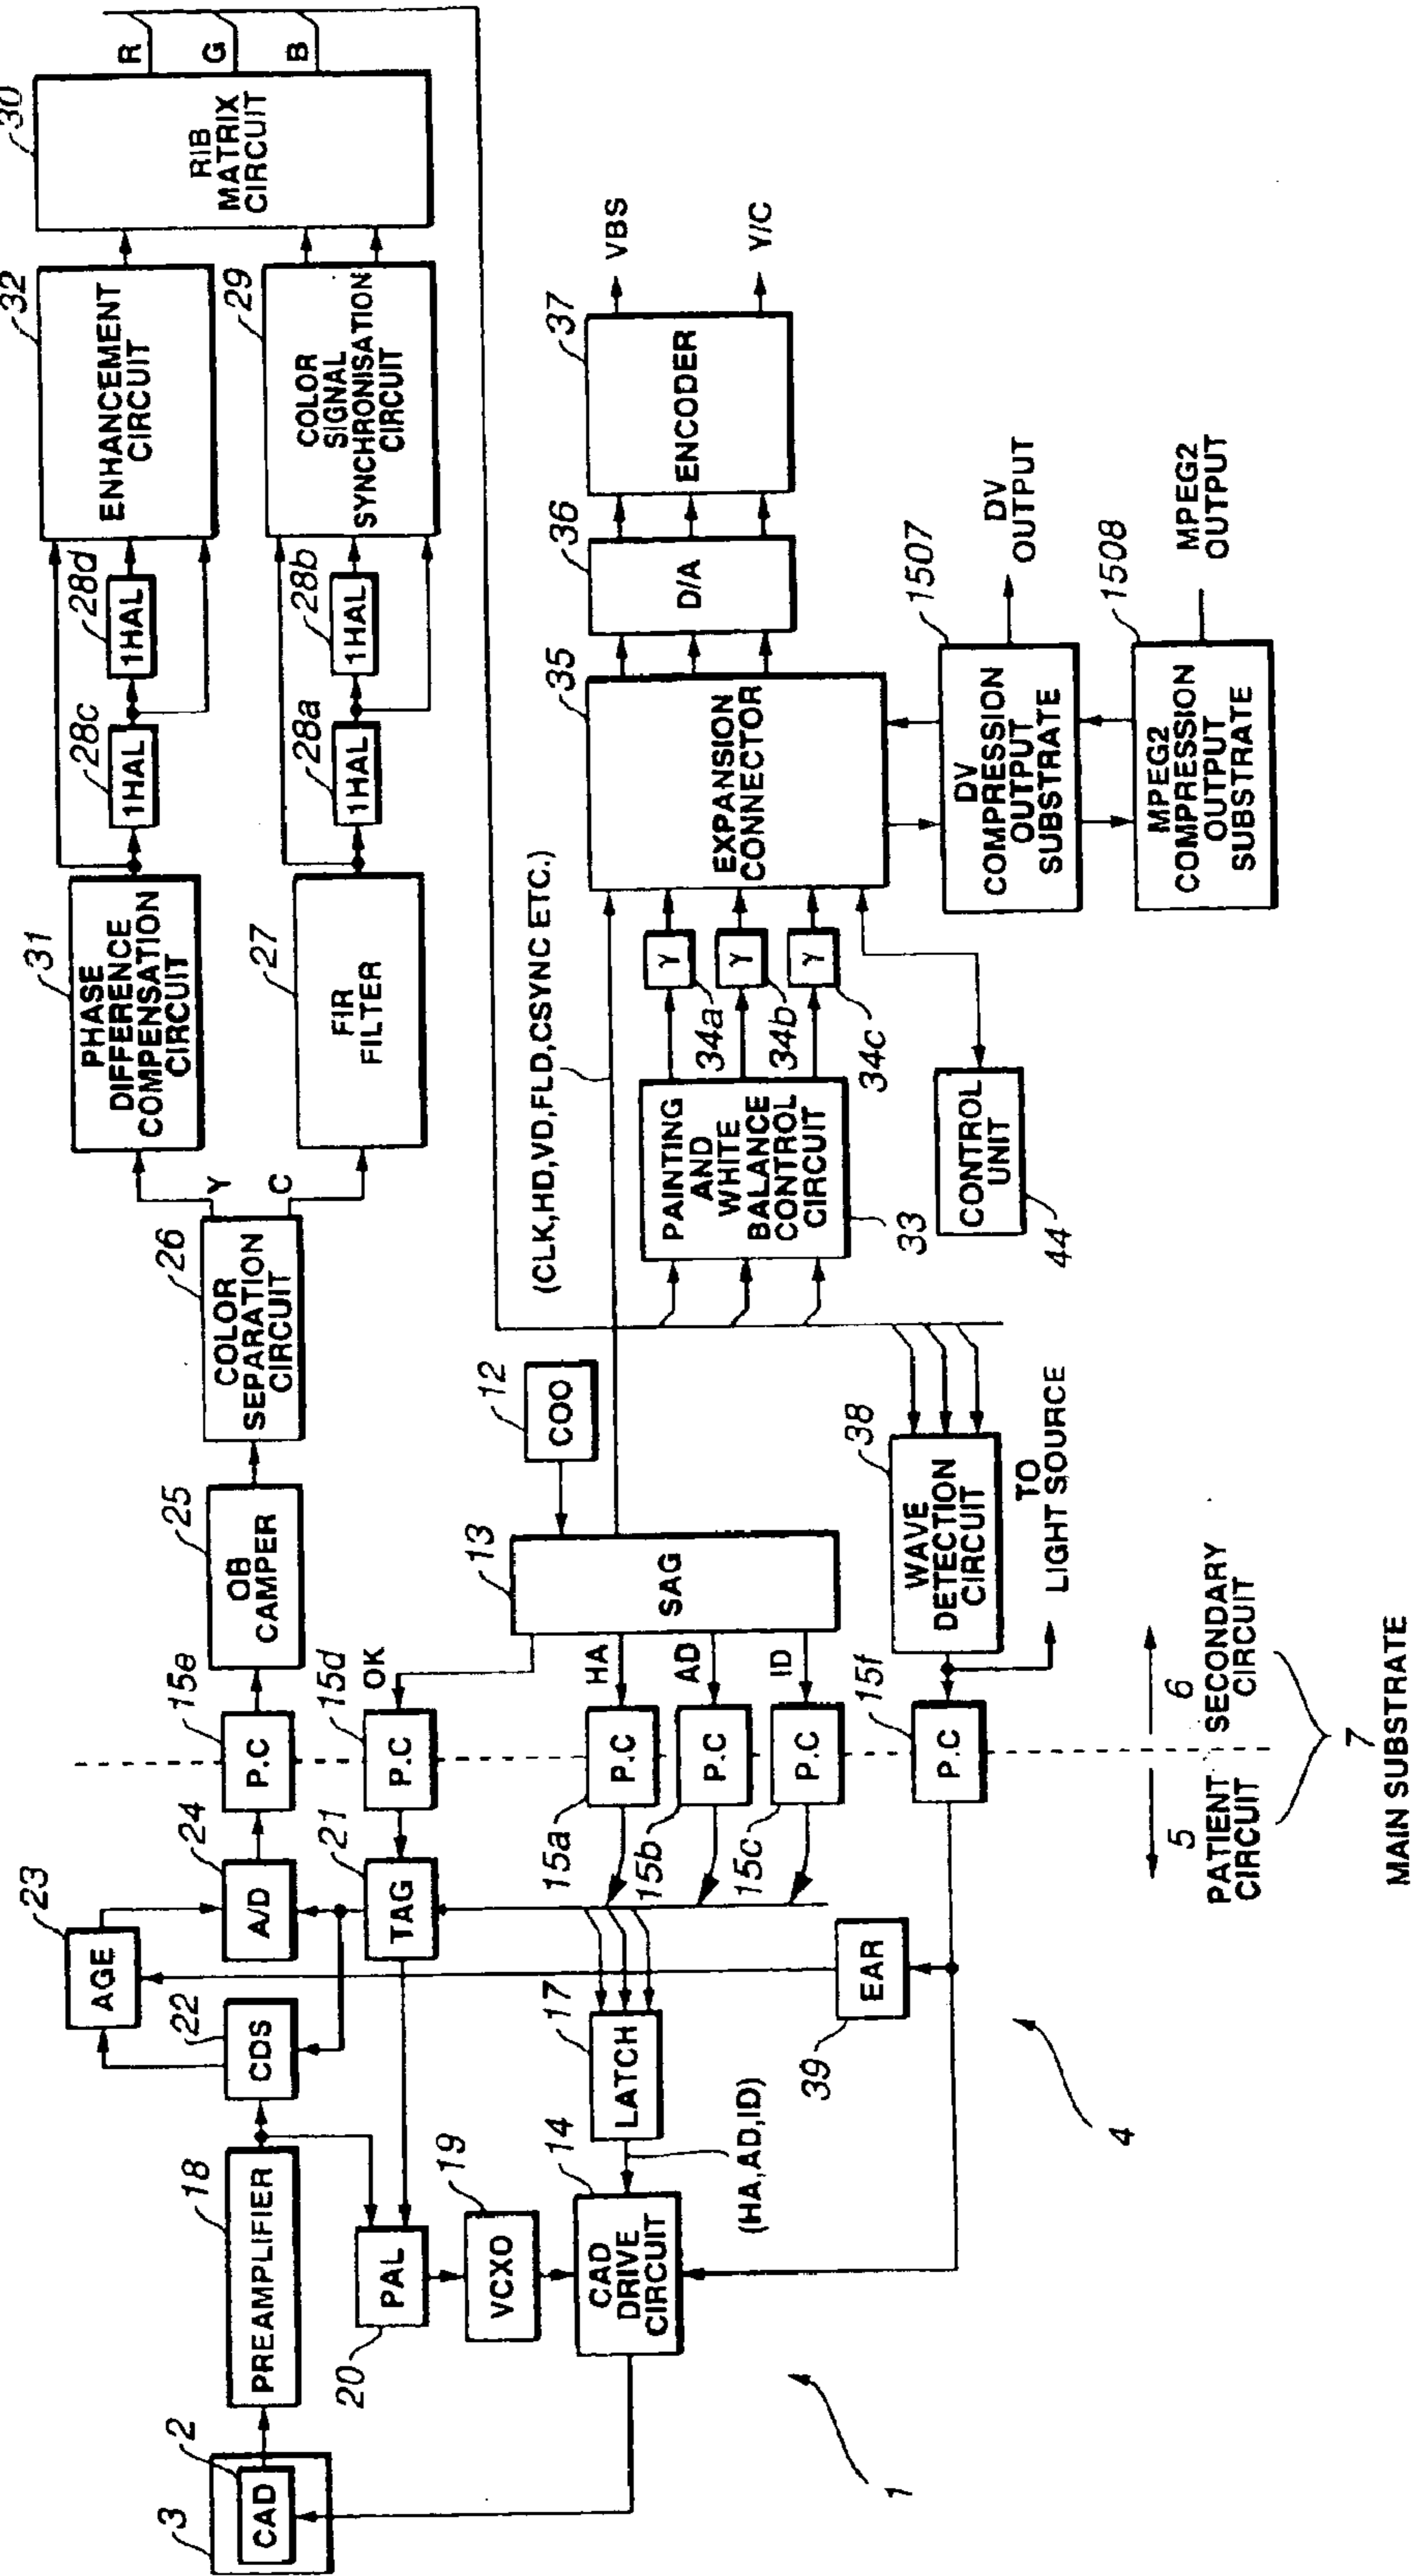 3
2
CAD
18
PREAMPLIFIER
22
CDS
23
AGE
24
A/D
15e
P.C
25
OB
CAMPER
26
COLOR
SEPARATION
CIRCUIT
Y
C
31
PHASE
DIFFERENCE
COMPENSATION
CIRCUIT
27
FIR
FILTER
28c
1HAL
28d
1HAL
28a
1HAL
28b
1HAL
32
ENHANCEMENT
CIRCUIT
29
COLOR
SIGNAL
SYNCHRONISATION
CIRCUIT
30
RIB
MATRIX
CIRCUIT
R
G
B
20
PAL
19
VCXO
14
CAD
DRIVE
CIRCUIT
17
LATCH
(HA,AD,ID)
21
TAG
15d
P.C
OK
15a
P.C
HA
15b
P.C
AD
15c
P.C
ID
13
SAG
12
COO
(CLK,HD,VD,FLD,CSYNC ETC.)
39
EAR
15f
P.C
38
WAVE
DETECTION
CIRCUIT
TO
LIGHT SOURCE
33
PAINTING
AND
WHITE
BALANCE
CONTROL
CIRCUIT
34a
γ
34b
γ
34c
γ
44
CONTROL
UNIT
35
EXPANSION
CONNECTOR
36
D/A
37
ENCODER
VBS
Y/C
1507
DV
COMPRESSION
OUTPUT
SUBSTRATE
DV
OUTPUT
1508
MPEG2
COMPRESSION
OUTPUT
SUBSTRATE
MPEG2
OUTPUT
1
4
5
PATIENT
CIRCUIT
6
SECONDARY
CIRCUIT
7
MAIN SUBSTRATE